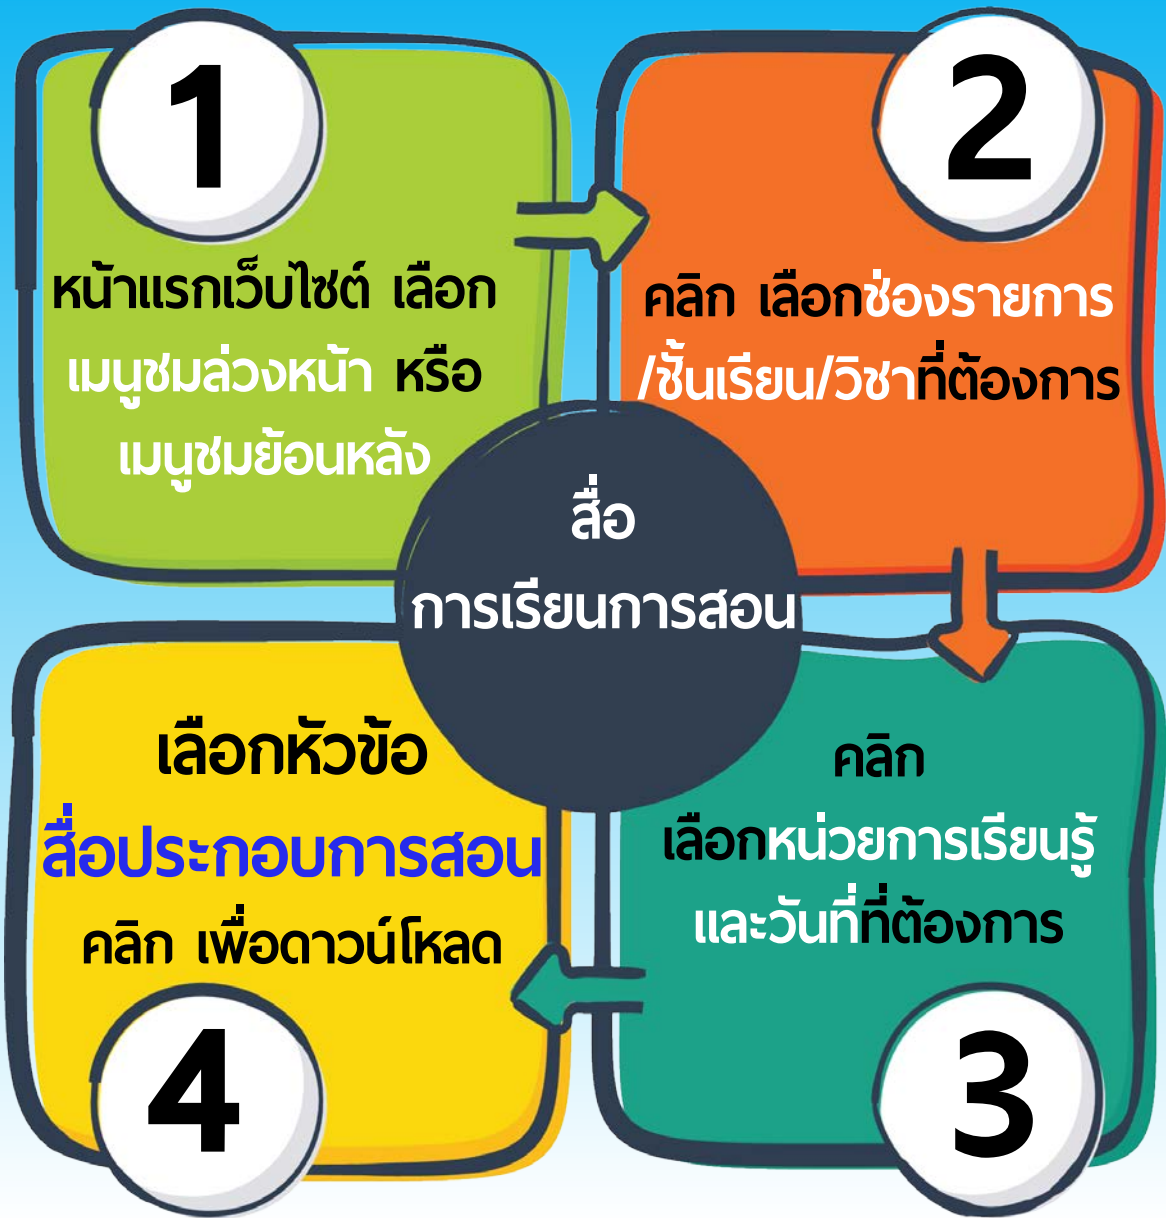 1
หน้าแรกเว็บไซต์ เลือก
เมนูชมล่วงหน้า หรือ
เมนูชมย้อนหลัง
2
คลิก เลือกช่องรายการ
/ชั้นเรียน/วิชาที่ต้องการ
สื่อ
การเรียนการสอน
คลิก
เลือกหน่วยการเรียนรู้
และวันที่ที่ต้องการ
3
เลือกหัวข้อ
สื่อประกอบการสอน
คลิก เพื่อดาวน์โหลด
4